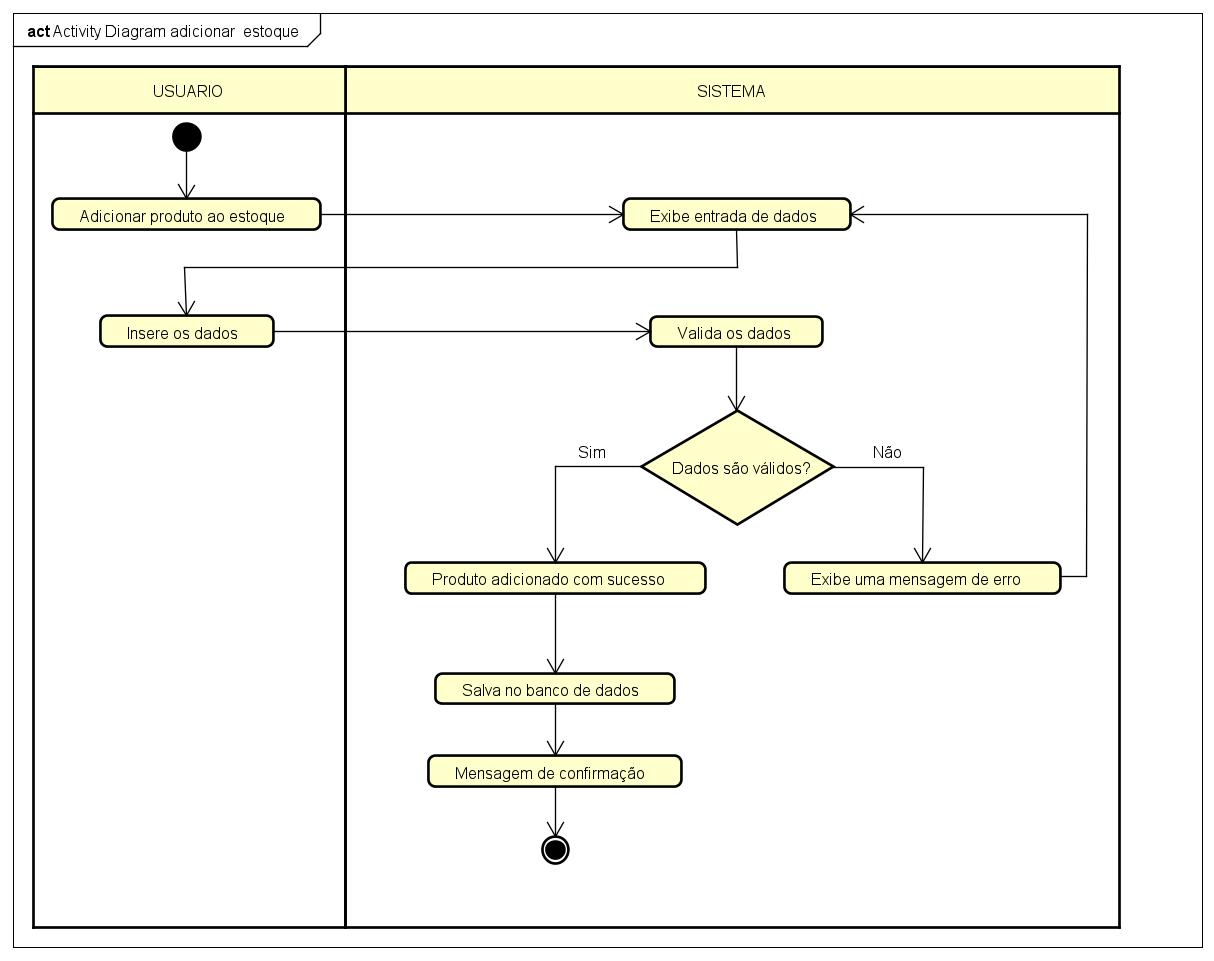 act Activity Diagram adicionar estoque
USUARIO
SISTEMA
Adicionar produto ao estoque
Exibe entrada de dados
Insere os dados
Valida os dados
Sim
Dados são válidos?
Não
Produto adicionado com sucesso
Exibe uma mensagem de erro
Salva no banco de dados
Mensagem de confirmação